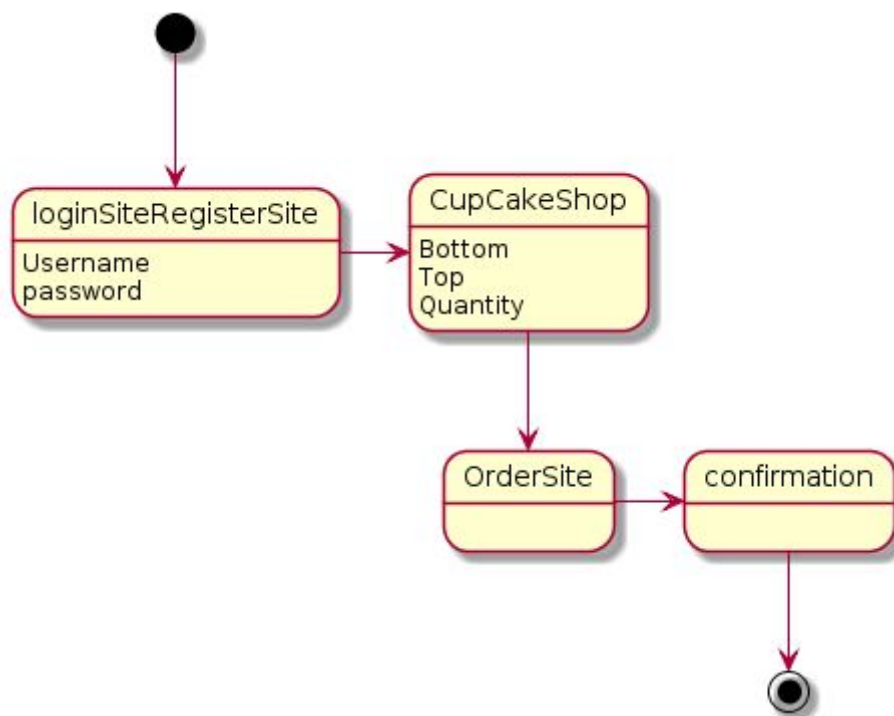 loginSiteRegisterSite
Username
password
CupCakeShop
Bottom
Top
Quantity
OrderSite
confirmation